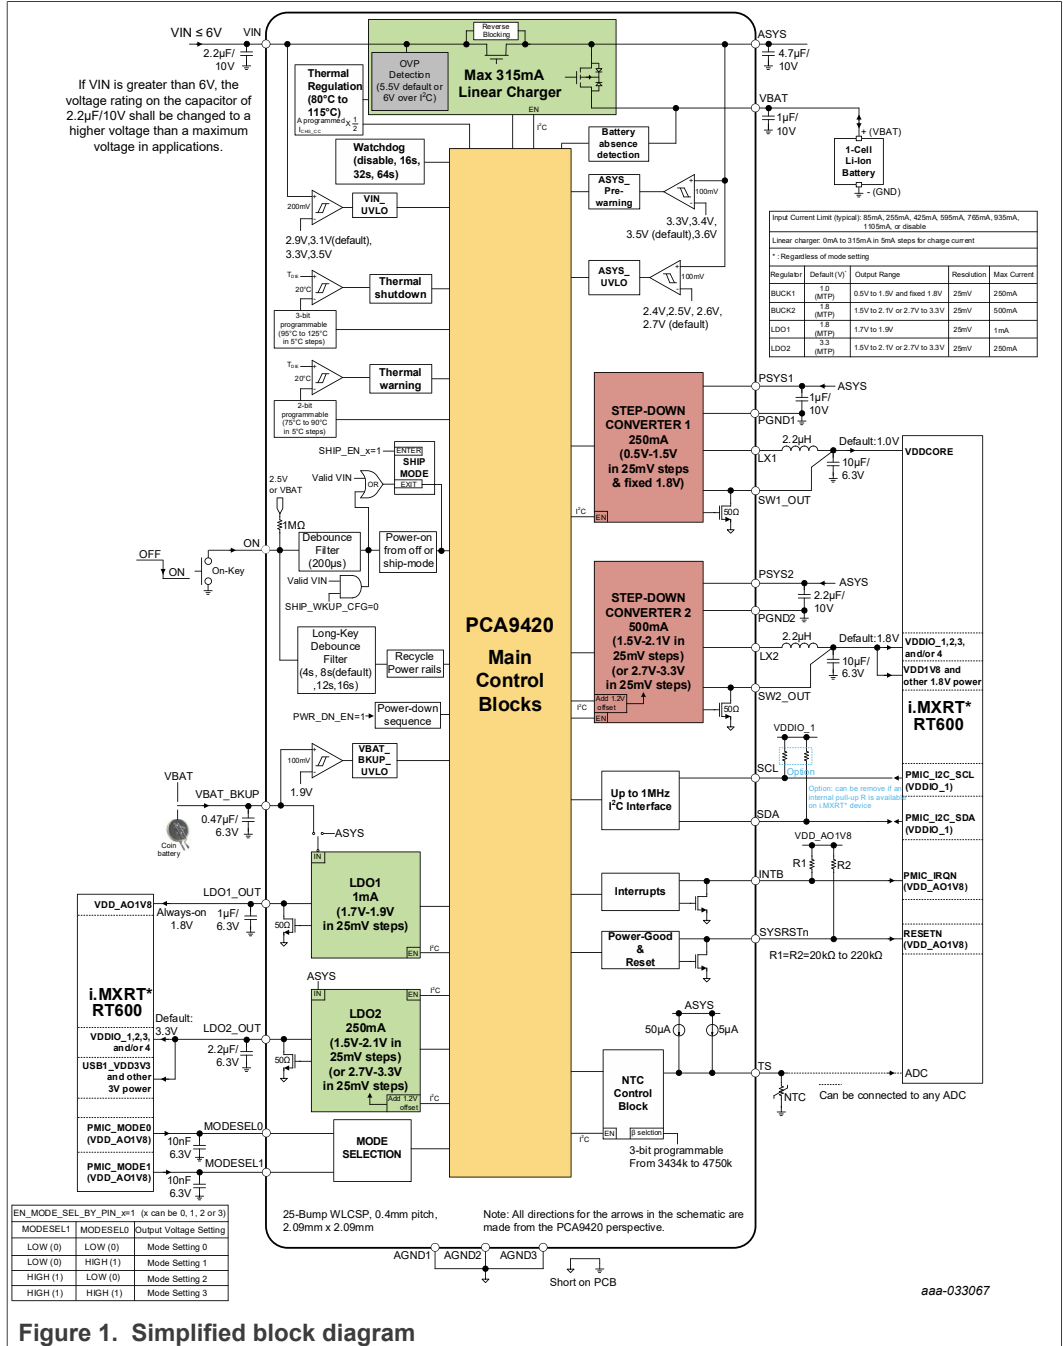 VIN ≤ 6V
VIN
2.2µF/
10V
If VIN is greater than 6V, the
voltage rating on the capacitor of
2.2µF/10V shall be changed to a
higher voltage than a maximum
voltage in applications.
Reverse
Blocking
OVP
Detection
(5.5V default or
6V over I²C)
Max 315mA
Linear Charger
EN
I²C
Thermal
Regulation
(80°C to
115°C)
A programmed
ICHG_CC
X 1/2
ASYS
4.7µF/
10V
VBAT
1µF/
10V
+ (VBAT)
1-Cell
Li-Ion
Battery
- (GND)
Watchdog
(disable, 16s,
32s, 64s)
Battery
absence
detection
200mV
VIN_
UVLO
2.9V,3.1V(default),
3.3V,3.5V
ASYS_
Pre-
warning
100mV
3.3V,3.4V,
3.5V (default),3.6V
Thermal
shutdown
20°C
3-bit
programmable
(95°C to 125°C
in 5°C steps)
ASYS_
UVLO
100mV
2.4V,2.5V, 2.6V,
2.7V (default)
Thermal
warning
20°C
2-bit
programmable
(75°C to 90°C
in 5°C steps)
Input Current Limit (typical): 85mA, 255mA, 425mA, 595mA, 765mA, 935mA,
1105mA, or disable
Linear charger: 0mA to 315mA in 5mA steps for charge current
* : Regardless of mode setting
Regulator Default (V)* Output Range Resolution Max Current
BUCK1 1.0 (MTP) 0.5V to 1.5V and fixed 1.8V 25mV 250mA
BUCK2 1.8 (MTP) 1.5V to 2.1V or 2.7V to 3.3V 25mV 500mA
LDO1 1.8 (MTP) 1.7V to 1.9V 25mV 1mA
LDO2 3.3 (MTP) 1.5V to 2.1V or 2.7V to 3.3V 25mV 250mA
SHIP_EN_x=1
ENTER
SHIP
MODE
EXIT
Valid VIN
OR
2.5V
or VBAT
1MΩ
ON
OFF
ON
On-Key
Debounce
Filter
(200µs)
Power-on
from off or
ship-mode
Valid VIN
SHIP_WKUP_CFG=0
Long-Key
Debounce
Filter
(4s, 8s(default)
,12s,16s)
Recycle
Power rails
PWR_DN_EN=1
Power-down
sequence
PCA9420
Main
Control
Blocks
STEP-DOWN
CONVERTER 1
250mA
(0.5V-1.5V
in 25mV steps
& fixed 1.8V)
I²C
EN
PSYS1
ASYS
1µF/
10V
PGND1
2.2µH
LX1
Default:1.0V
10µF/
6.3V
SW1_OUT
50Ω
VDDCORE
STEP-DOWN
CONVERTER 2
500mA
(1.5V-2.1V in
25mV steps)
(or 2.7V-3.3V
in 25mV steps)
Add 1.2V
offset
I²C
EN
PSYS2
ASYS
2.2µF/
10V
PGND2
2.2µH
LX2
Default:1.8V
10µF/
6.3V
SW2_OUT
50Ω
VDDIO_1,2,3,
and/or 4
VDD1V8 and
other 1.8V power
i.MXRT*
RT600
100mV
VBAT_
BKUP_
UVLO
1.9V
VBAT
VBAT_BKUP
0.47µF/
6.3V
Coin
battery
ASYS
VDDIO_1
Option
SCL
SDA
Up to 1MHz
I²C Interface
Option: can be remove if an
internal pull-up R is available
on i.MXRT* device
PMIC_I2C_SCL
(VDDIO_1)
PMIC_I2C_SDA
(VDDIO_1)
IN
LDO1
1mA
(1.7V-1.9V
in 25mV steps)
EN
I²C
VDD_AO1V8
LDO1_OUT
Always-on
1.8V
1µF/
6.3V
50Ω
VDD_AO1V8
R1
R2
Interrupts
INTB
PMIC_IRQN
(VDD_AO1V8)
Power-Good
&
Reset
SYSRSTn
RESETN
(VDD_AO1V8)
R1=R2=20kΩ to 220kΩ
ASYS
IN
EN
I²C
LDO2
250mA
(1.5V-2.1V in
25mV steps)
(or 2.7V-3.3V
in 25mV steps)
Add 1.2V
offset
I²C
i.MXRT*
RT600
Default:
3.3V
LDO2_OUT
2.2µF/
6.3V
50Ω
VDDIO_1,2,3,
and/or 4
USB1_VDD3V3
and other
3V power
ASYS
50µA
5µA
NTC
Control
Block
EN
β selction
I²C
TS
NTC
ADC
Can be connected to any ADC
3-bit programmable
From 3434k to 4750k
PMIC_MODE0
(VDD_AO1V8)
MODESEL0
10nF
6.3V
PMIC_MODE1
(VDD_AO1V8)
MODESEL1
10nF
6.3V
MODE
SELECTION
EN_MODE_SEL_BY_PIN_x=1 (x can be 0, 1, 2 or 3)
MODESEL1 MODESEL0 Output Voltage Setting
LOW (0) LOW (0) Mode Setting 0
LOW (0) HIGH (1) Mode Setting 1
HIGH (1) LOW (0) Mode Setting 2
HIGH (1) HIGH (1) Mode Setting 3
25-Bump WLCSP, 0.4mm pitch,
2.09mm x 2.09mm
Note: All directions for the arrows in the schematic are
made from the PCA9420 perspective.
AGND1
AGND2
AGND3
Short on PCB
aaa-033067
Figure 1. Simplified block diagram